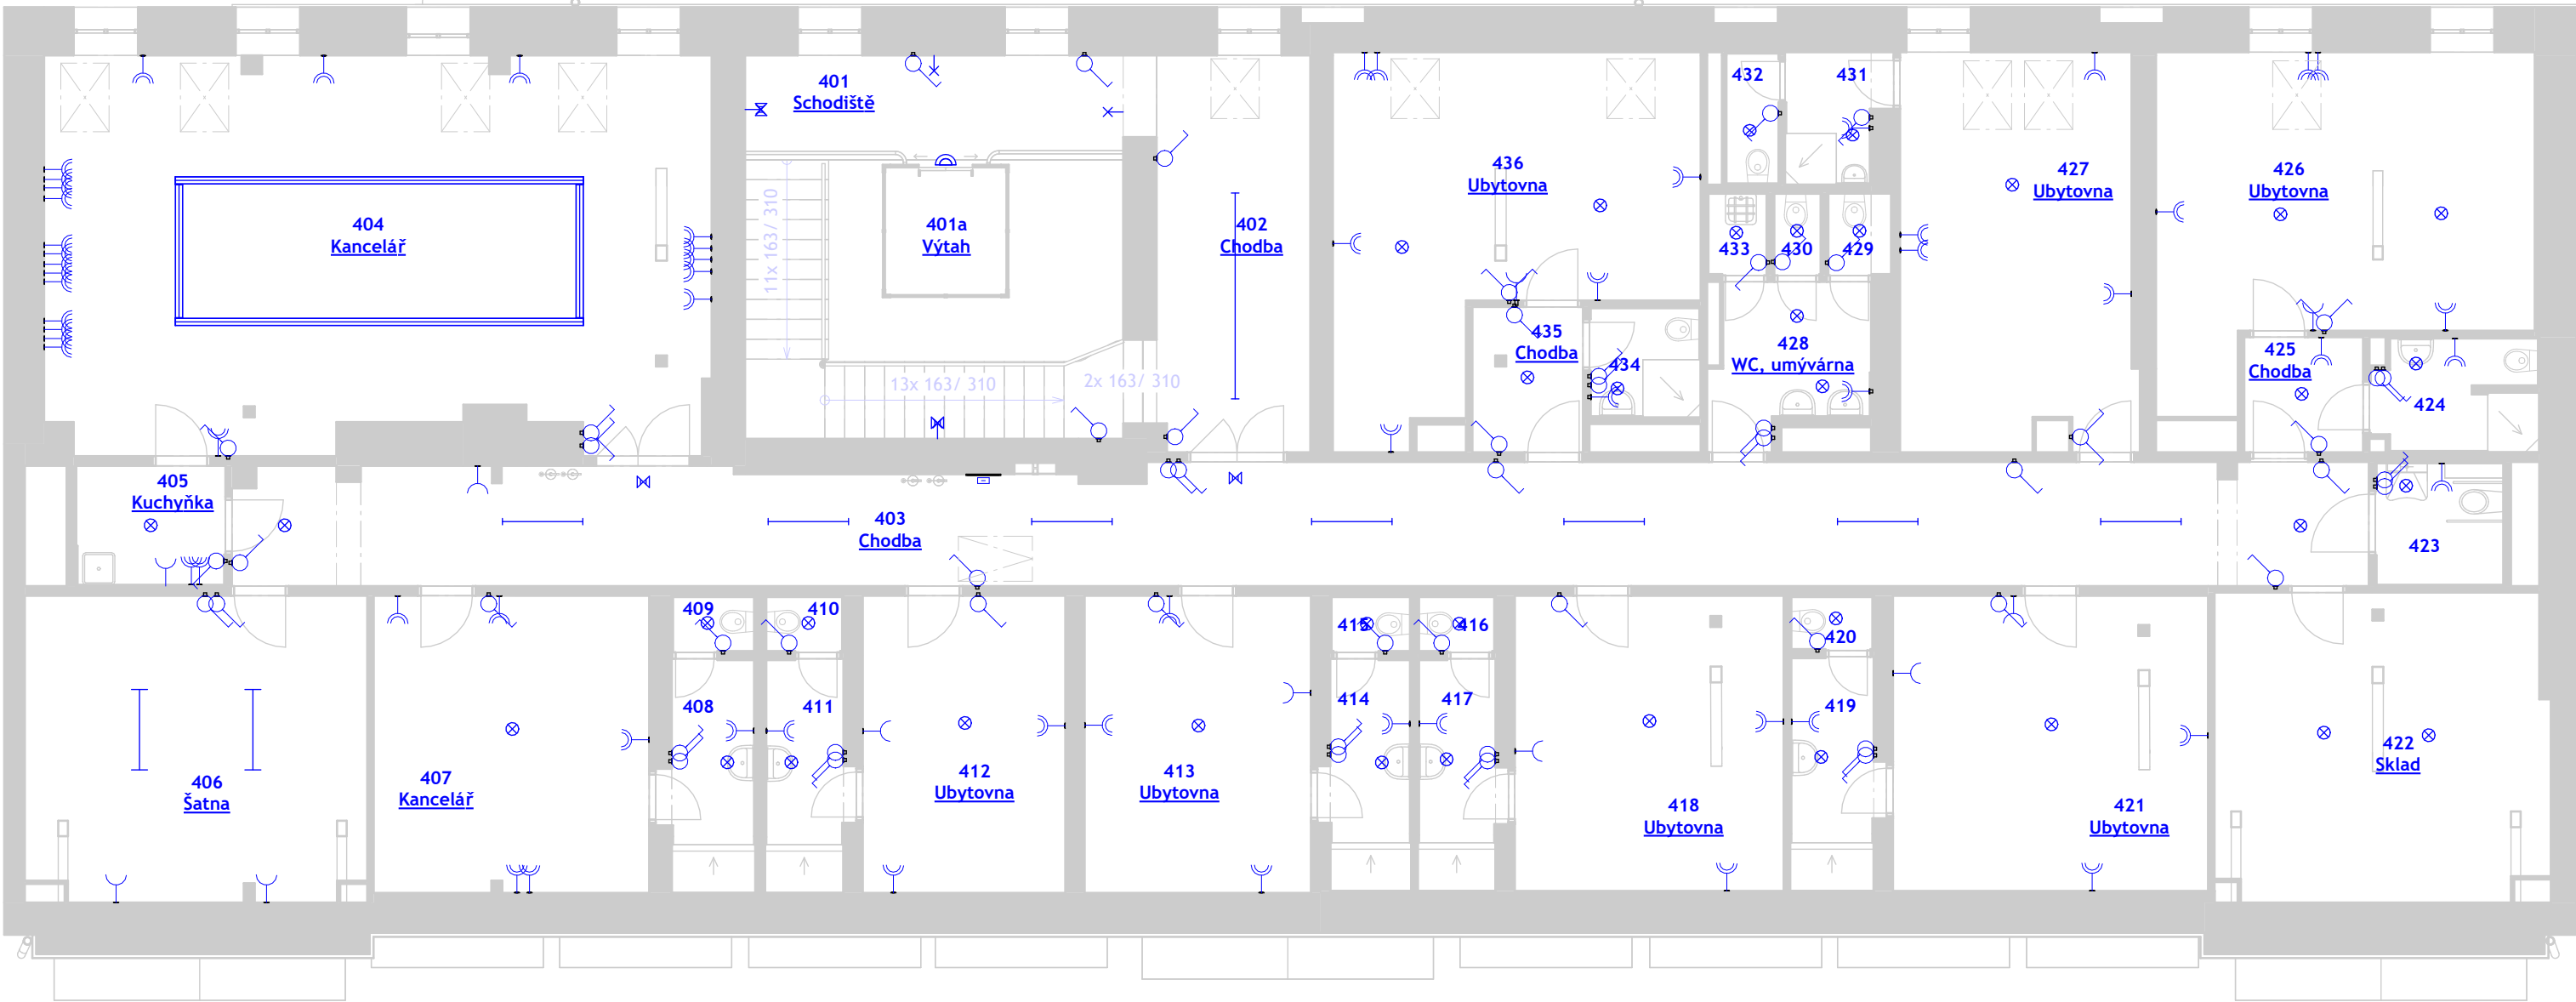 401
Schodiště
432
431
436
Ubytovna
427
Ubytovna
426
Ubytovna
404
Kancelář
11x 163/ 310
401a
Výtah
402
Chodba
433
430
429
435
Chodba
434
428
WC, umývárna
425
Chodba
13x 163/ 310
2x 163/ 310
424
405
Kuchyňka
403
Chodba
423
409
410
415
416
420
408
411
414
417
419
406
Šatna
407
Kancelář
412
Ubytovna
413
Ubytovna
418
Ubytovna
421
Ubytovna
422
Sklad